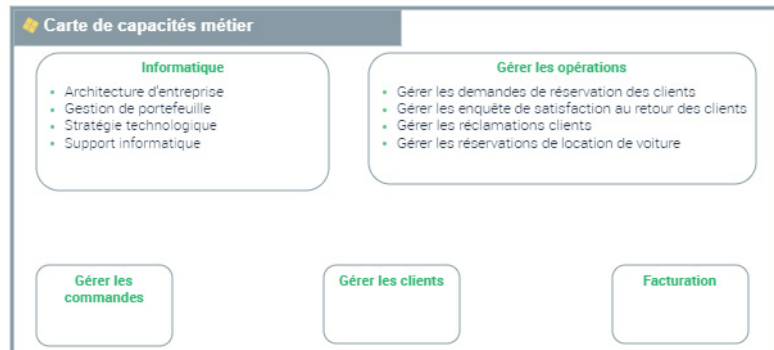 Carte de capacités métier
Informatique
Architecture d'entreprise
Gestion de portefeuille
Stratégie technologique
Support informatique
Gérer les opérations
Gérer les demandes de réservation des clients
Gérer les enquête de satisfaction au retour des clients
Gérer les réclamations clients
Gérer les réservations de location de voiture
Gérer les
commandes
Gérer les clients
Facturation